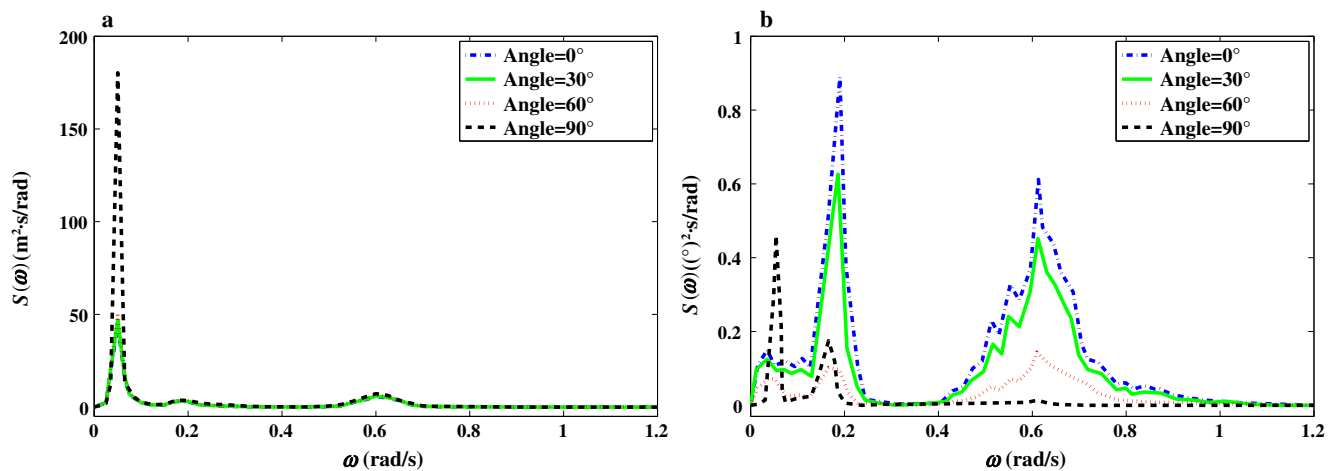 a
200
150
100
50
0
0 0.2 0.4 0.6 0.8 1 1.2
S(ω)(m²·s/rad)
ω (rad/s)
Angle=0°
Angle=30°
Angle=60°
Angle=90°
b
1
0.8
0.6
0.4
0.2
0
0 0.2 0.4 0.6 0.8 1 1.2
S(ω)((°)²·s/rad)
ω (rad/s)
Angle=0°
Angle=30°
Angle=60°
Angle=90°